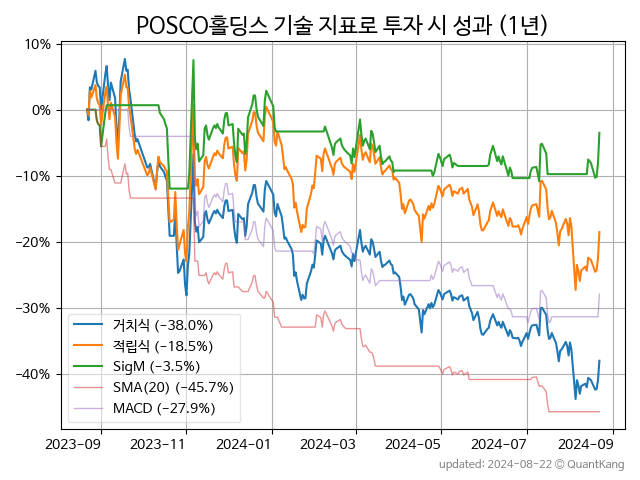 POSCO홀딩스 기술 지표로 투자 시 성과 (1년)
10%
0%
−10%
−20%
−30%
−40%
거치식 (−38.0%)
적립식 (−18.5%)
SigM (−3.5%)
SMA(20) (−45.7%)
MACD (−27.9%)
2023-09 2023-11 2024-01 2024-03 2024-05 2024-07 2024-09
updated: 2024-08-22 © QuantKang